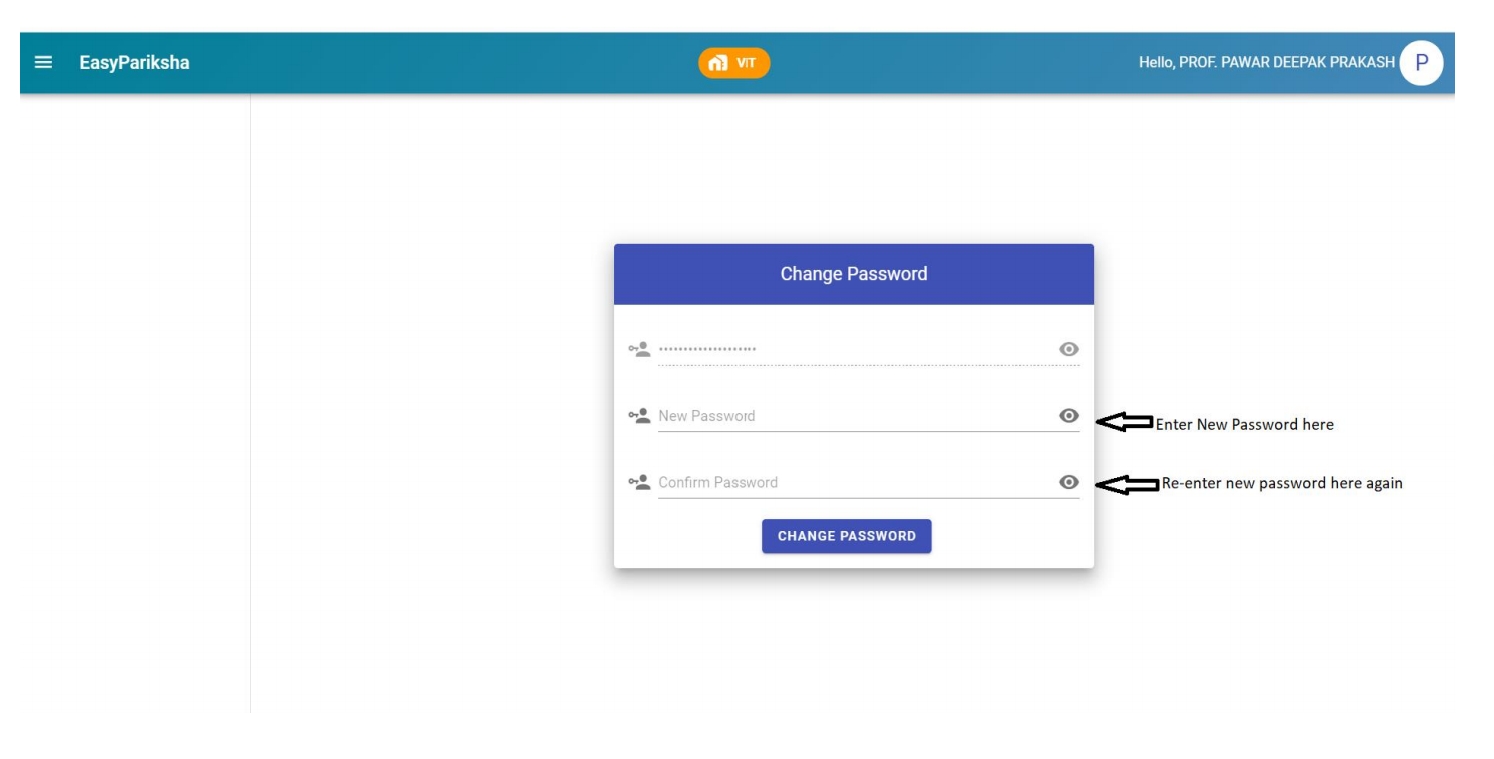 EasyPariksha
VIT
Hello, PROF. PAWAR DEEPAK PRAKASH
P
Change Password
New Password
Enter New Password here
Confirm Password
Re-enter new password here again
CHANGE PASSWORD